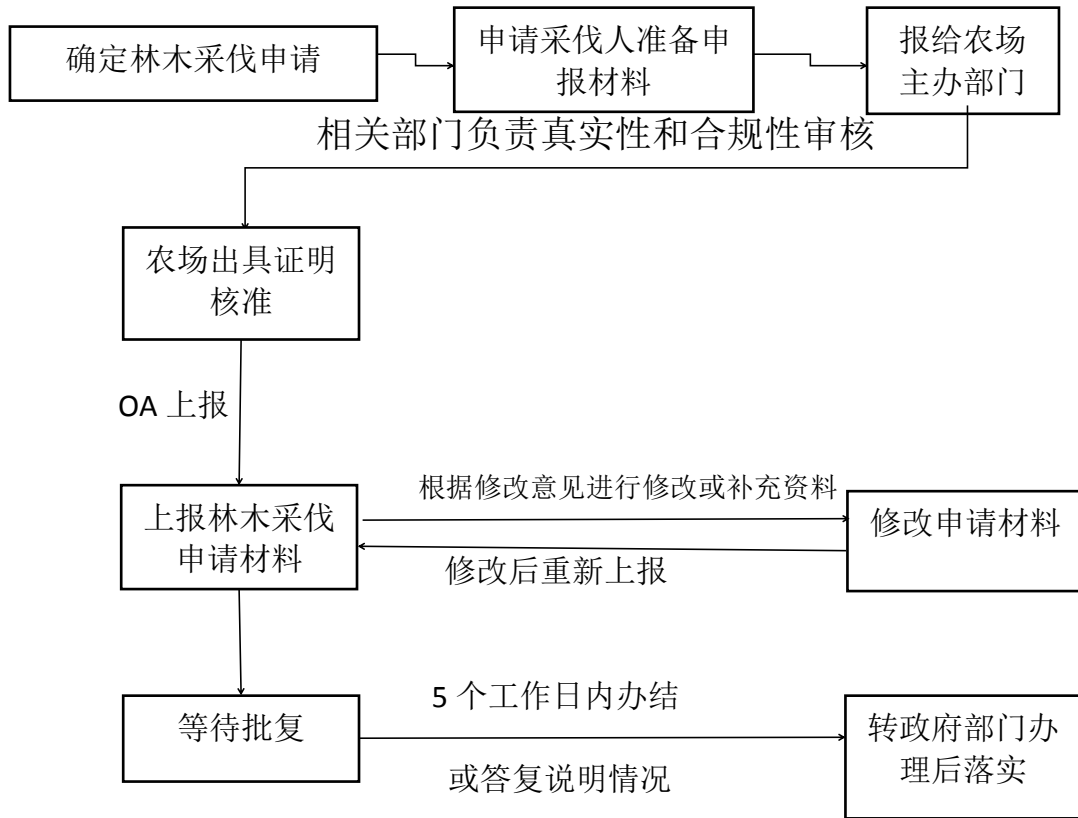 确定林木采伐申请
申请采伐人准备申
报材料
报给农场
主办部门
相关部门负责真实性和合规性审核
农场出具证明
核准
OA 上报
上报林木采伐
申请材料
根据修改意见进行修改或补充资料
修改后重新上报
修改申请材料
等待批复
5 个工作日内办结
或答复说明情况
转政府部门办
理后落实